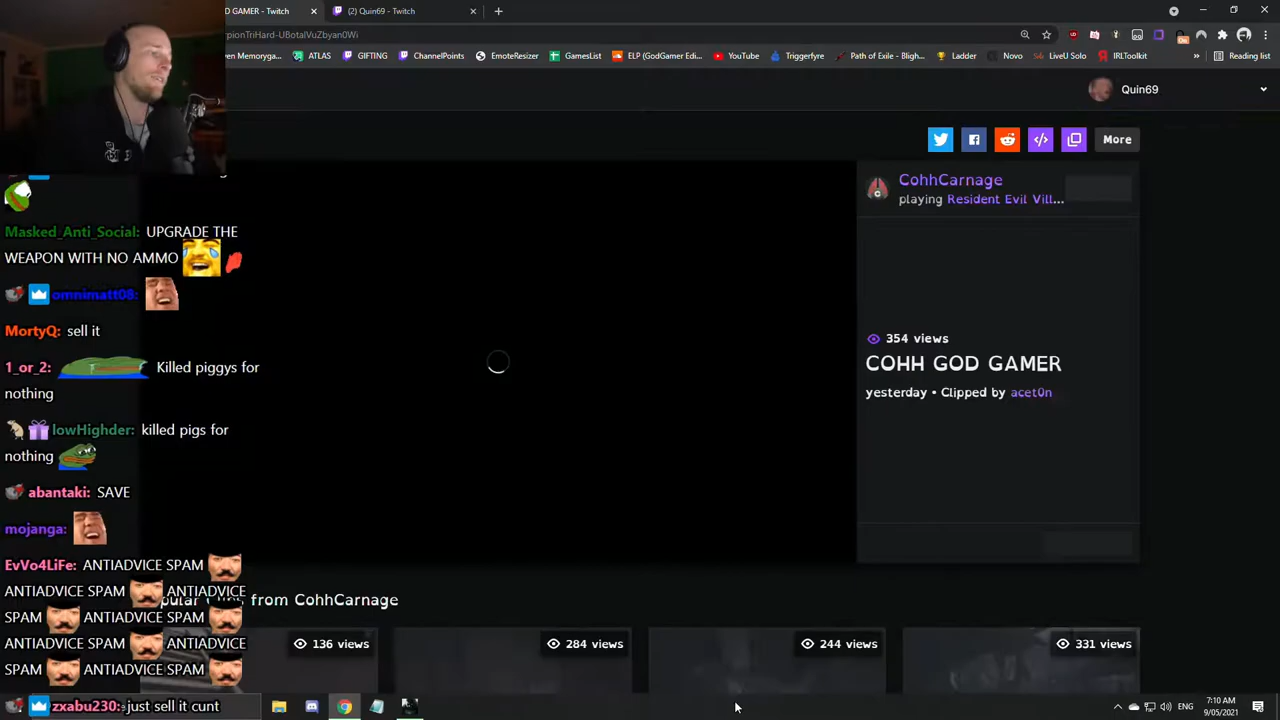 GAMER - Twitch
(2) Quin69 - Twitch
rpionTriHard-UBotalVuZbyan0Wi
en Memorygа... ATLAS GIFTING ChannelPoints EmoteResizer GamesList ELP (GodGamer Edi... YouTube Triggerfyre Path of Exile - Bligh... Ladder Novo LiveU Solo IRLToolkit » Reading list
Quin69
More
CohhCarnage
playing Resident Evil Vill...
Masked_Anti_Social: UPGRADE THE
WEAPON WITH NO AMMO
omnimatt08:
MortyQ: sell it
354 views
COHH GOD GAMER
1_or_2: Killed piggys for
nothing
yesterday • Clipped by acet0n
lowHighder: killed pigs for
nothing
abantaki: SAVE
mojanga:
EvVo4LiFe: ANTIADVICE SPAM
ANTIADVICE SPAM ANTIADVICE
SPAM ANTIADVICE SPAM
ANTIADVICE SPAM ANTIADVICE
SPAM ANTIADVICE SPAM
from CohhCarnage
136 views
284 views
244 views
331 views
zxabu230: just sell it cunt
ENG
7:10 AM
9/05/2021